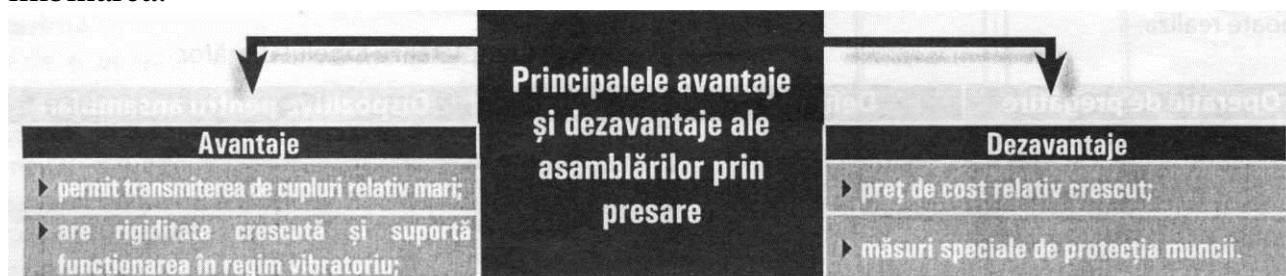 Principalele avantaje
și dezavantaje ale
asamblărilor prin
presare
Avantaje
permit transmiterea de cupluri relativ mari;
are rigiditate crescută și suportă
funcționarea în regim vibratoriu;
Dezavantaje
preț de cost relativ crescut;
măsuri speciale de protecția muncii.